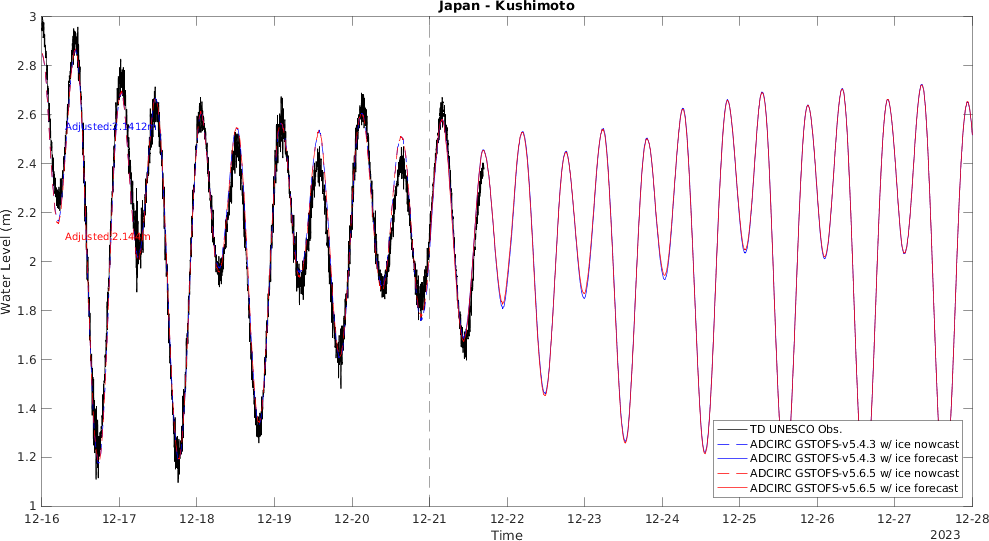 Japan - Kushimoto
Water Level (m)
3
2.8
2.6
2.4
2.2
2
1.8
1.6
1.4
1.2
1
Adjusted:2.1412m
TD UNESCO Obs.
ADCIRC GSTOFS-v5.4.3 w/ ice nowcast
ADCIRC GSTOFS-v5.4.3 w/ ice forecast
ADCIRC GSTOFS-v5.6.5 w/ ice nowcast
ADCIRC GSTOFS-v5.6.5 w/ ice forecast
12-16 12-17 12-18 12-19 12-20 12-21 12-22 12-23 12-24 12-25 12-26 12-27 12-28
Time
2023